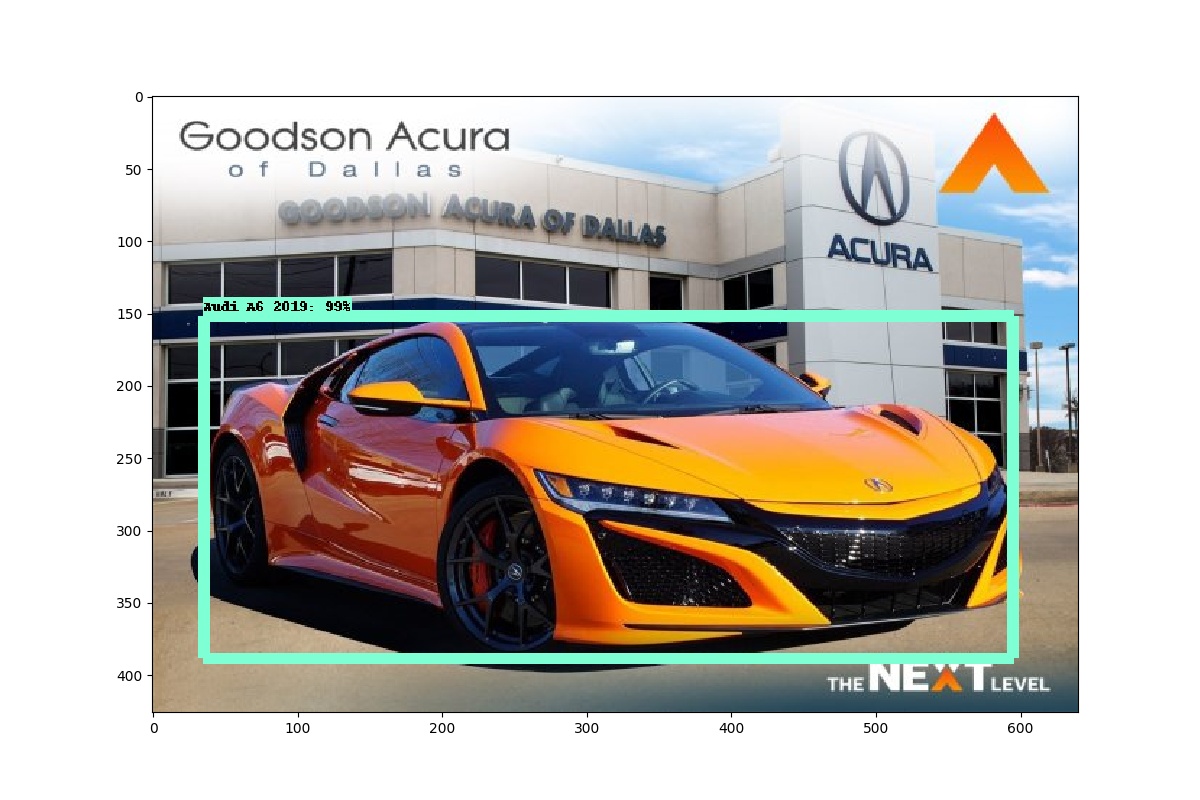 Goodson Acura
of Dallas
GOODSON ACURA OF DALLAS
ACURA
Audi A6 2019: 99%
THE NEXT LEVEL
0
50
100
150
200
250
300
350
400
0 100 200 300 400 500 600